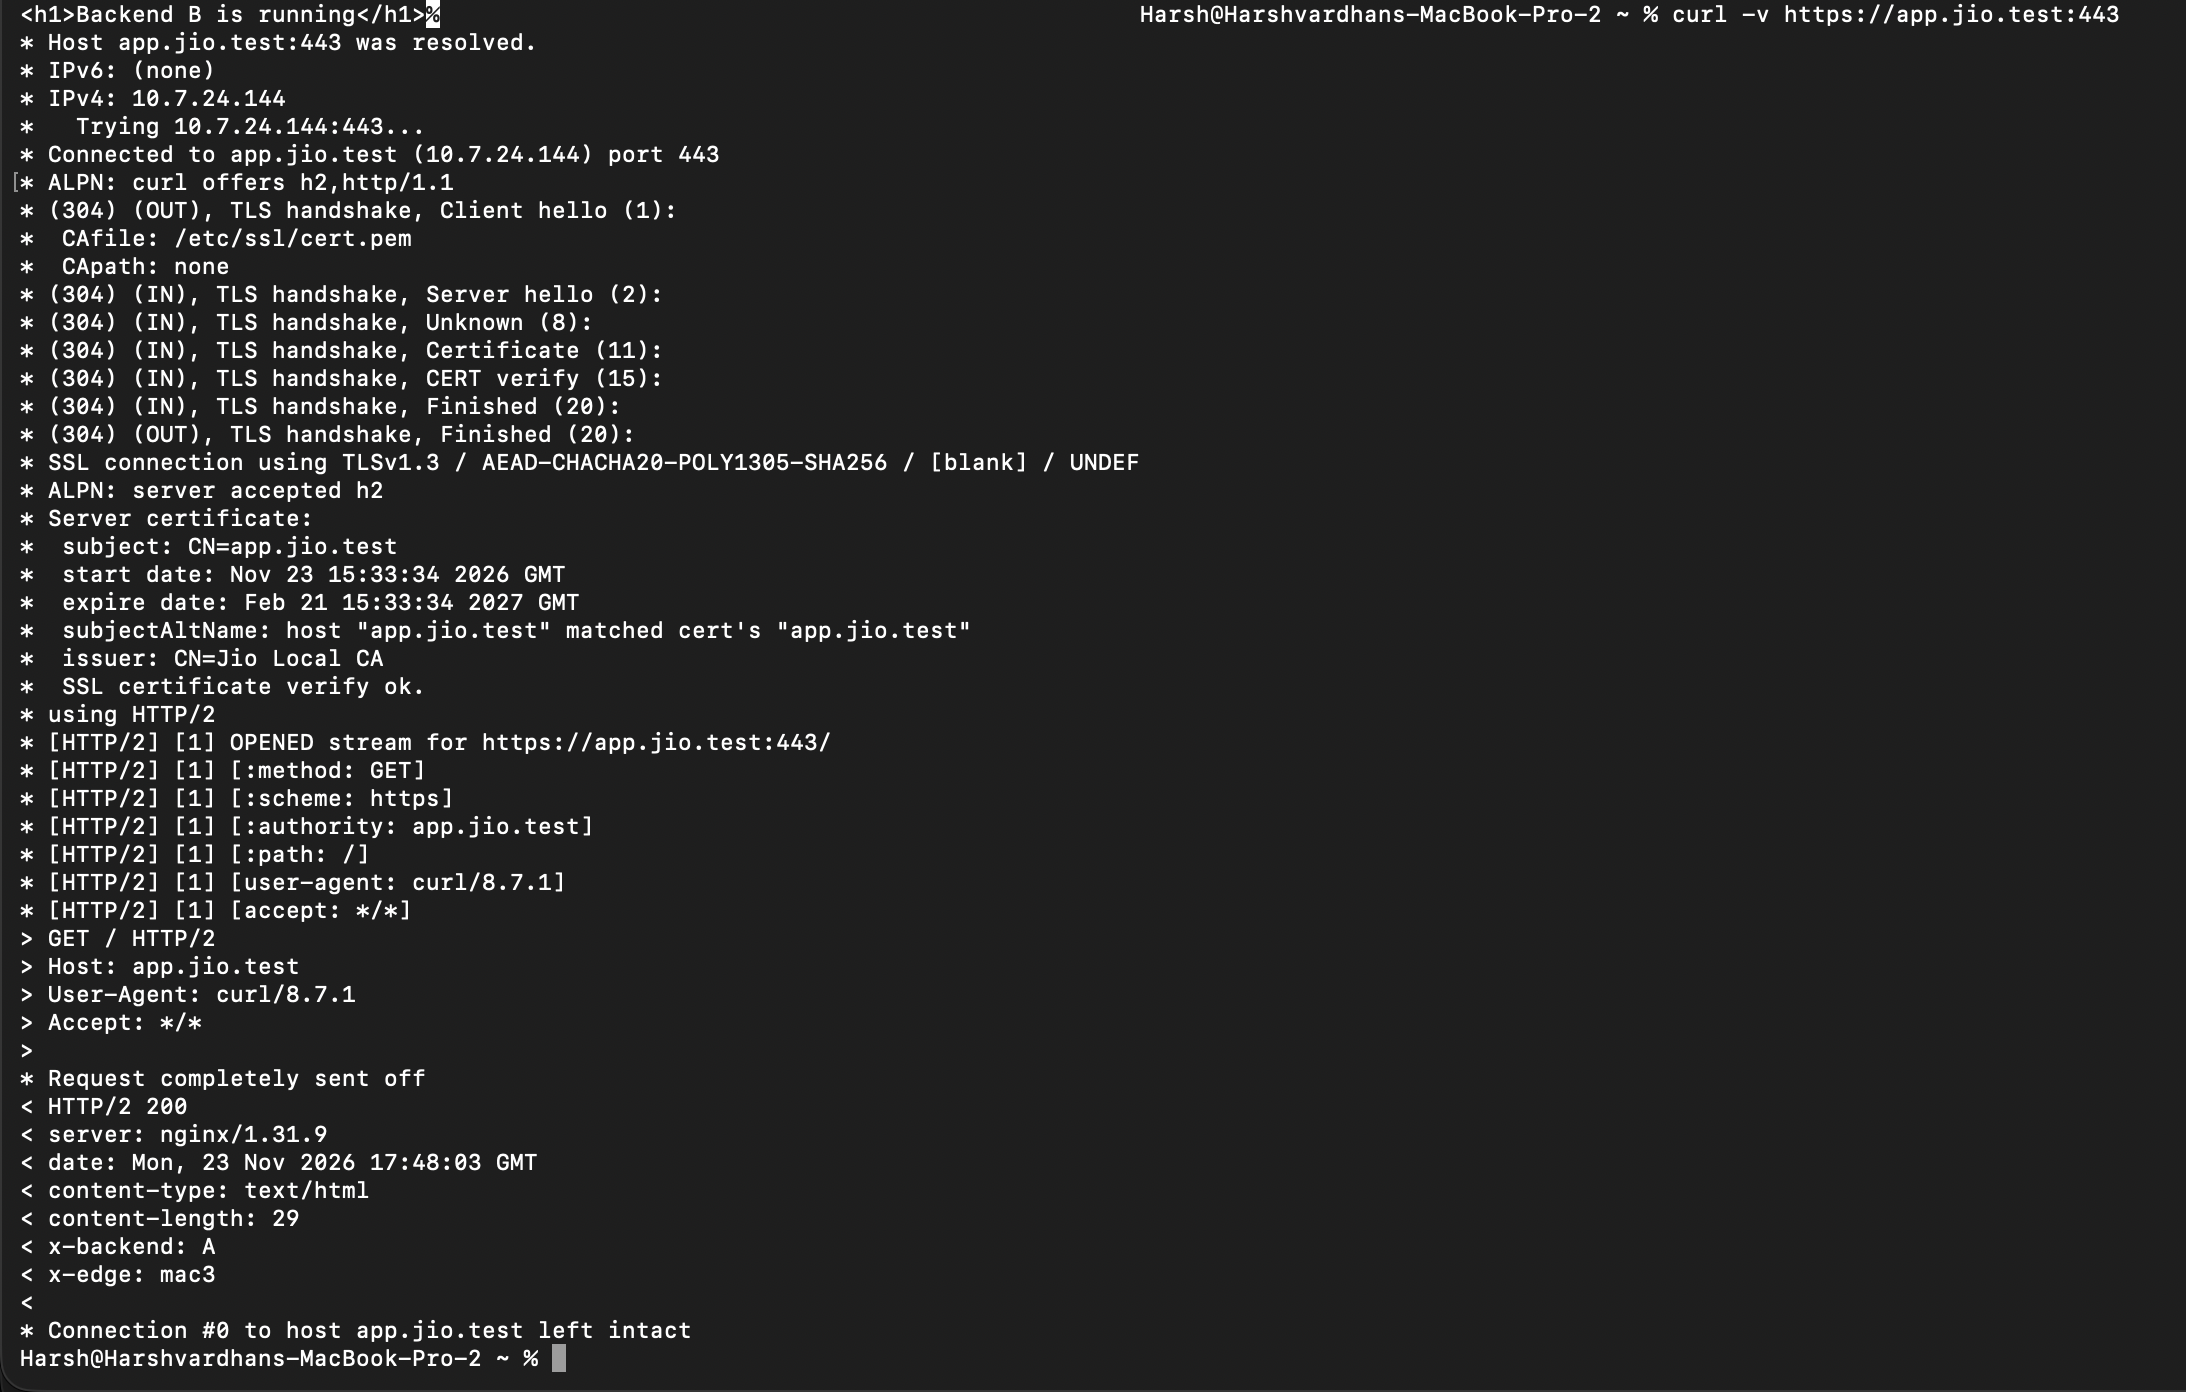 <h1>Backend B is running</h1>% Harsh@Harshvardhans-MacBook-Pro-2 ~ % curl -v https://app.jio.test:443
* Host app.jio.test:443 was resolved.
* IPv6: (none)
* IPv4: 10.7.24.144
*   Trying 10.7.24.144:443...
* Connected to app.jio.test (10.7.24.144) port 443
[* ALPN: curl offers h2,http/1.1
* (304) (OUT), TLS handshake, Client hello (1):
*  CAfile: /etc/ssl/cert.pem
*  CApath: none
* (304) (IN), TLS handshake, Server hello (2):
* (304) (IN), TLS handshake, Unknown (8):
* (304) (IN), TLS handshake, Certificate (11):
* (304) (IN), TLS handshake, CERT verify (15):
* (304) (IN), TLS handshake, Finished (20):
* (304) (OUT), TLS handshake, Finished (20):
* SSL connection using TLSv1.3 / AEAD-CHACHA20-POLY1305-SHA256 / [blank] / UNDEF
* ALPN: server accepted h2
* Server certificate:
*  subject: CN=app.jio.test
*  start date: Nov 23 15:33:34 2026 GMT
*  expire date: Feb 21 15:33:34 2027 GMT
*  subjectAltName: host "app.jio.test" matched cert's "app.jio.test"
*  issuer: CN=Jio Local CA
*  SSL certificate verify ok.
* using HTTP/2
* [HTTP/2] [1] OPENED stream for https://app.jio.test:443/
* [HTTP/2] [1] [:method: GET]
* [HTTP/2] [1] [:scheme: https]
* [HTTP/2] [1] [:authority: app.jio.test]
* [HTTP/2] [1] [:path: /]
* [HTTP/2] [1] [user-agent: curl/8.7.1]
* [HTTP/2] [1] [accept: */*]
> GET / HTTP/2
> Host: app.jio.test
> User-Agent: curl/8.7.1
> Accept: */*
>
* Request completely sent off
< HTTP/2 200
< server: nginx/1.31.9
< date: Mon, 23 Nov 2026 17:48:03 GMT
< content-type: text/html
< content-length: 29
< x-backend: A
< x-edge: mac3
<
* Connection #0 to host app.jio.test left intact
Harsh@Harshvardhans-MacBook-Pro-2 ~ %